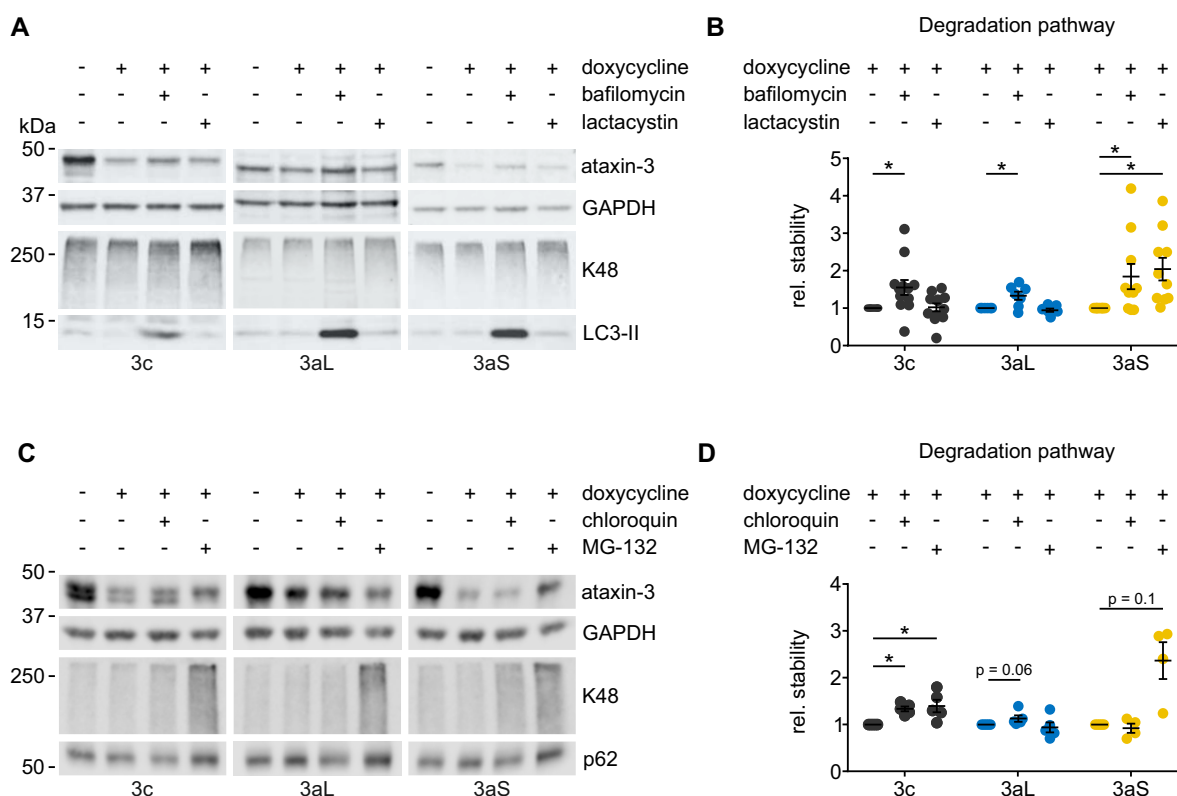 A
- + + + - + + + - + + + doxycycline
- - + - - - + - - - + - bafilomycin
- - - + - - - + - - - + lactacystin
kDa
50 ataxin-3
37 GAPDH
250 K48
15 LC3-II
3c 3aL 3aS
B
Degradation pathway
doxycycline + + + + + + + + +
bafilomycin - + - - + - - + -
lactacystin - - + - - + - - +
rel. stability
5
4
3
2
1
0
* * * *
3c 3aL 3aS
C
- + + + - + + + - + + + doxycycline
- - + - - - + - - - + - chloroquin
- - - + - - - + - - - + MG-132
50 ataxin-3
37 GAPDH
250 K48
50 p62
3c 3aL 3aS
D
Degradation pathway
doxycycline + + + + + + + + +
chloroquin - + - - + - - + -
MG-132 - - + - - + - - +
rel. stability
4
3
2
1
0
* * p = 0.06 p = 0.1
3c 3aL 3aS